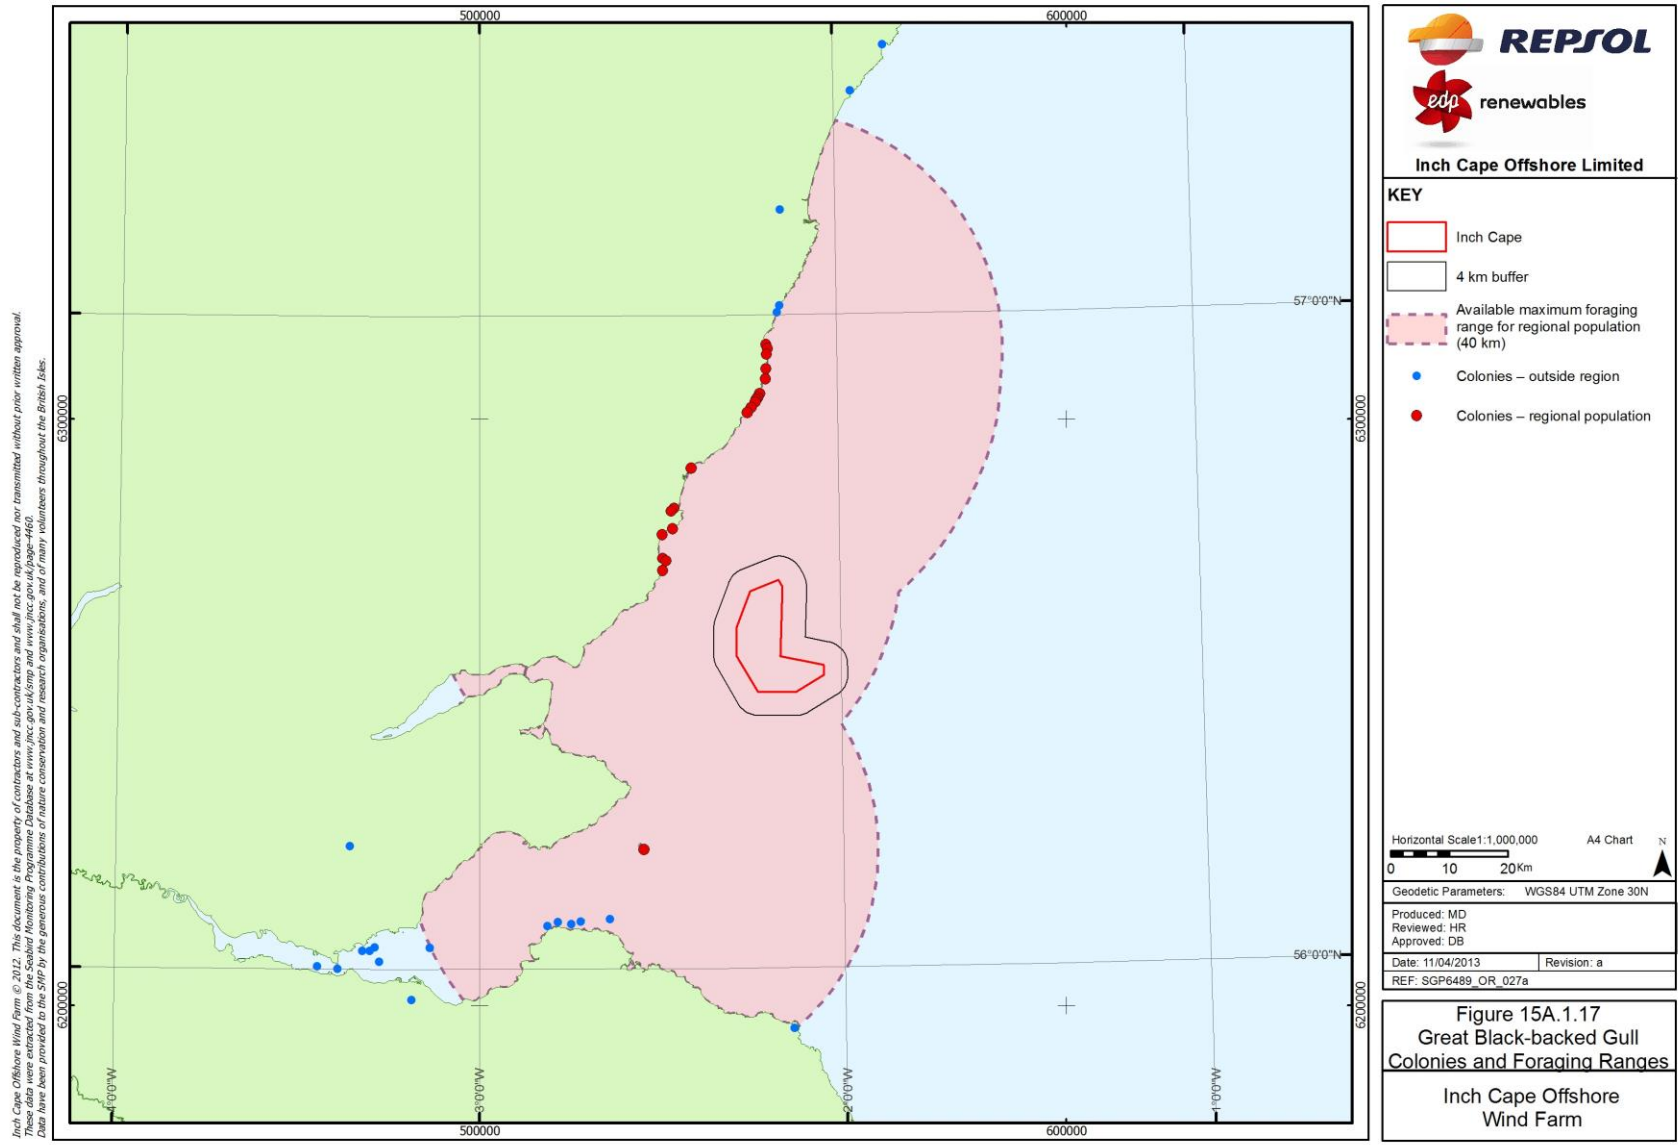 500000
600000
57°0'0"N
6300000
6300000
56°0'0"N
6200000
6200000
4°0'0"W
3°0'0"W
2°0'0"W
1°0'0"W
500000
600000
Inch Cape Offshore Wind Farm © 2012. This document is the property of contractors and sub-contractors and shall not be reproduced nor transmitted without prior written approval.
These data were extracted from the Seabird Monitoring Programme Database at www.jncc.gov.uk/smp and www.jncc.gov.uk/page-4460.
Data have been provided to the SMP by the generous contributions of nature conservation and research organisations, and of many volunteers throughout the British Isles.
REPSOL
edp renewables
Inch Cape Offshore Limited
KEY
Inch Cape
4 km buffer
Available maximum foraging
range for regional population
(40 km)
Colonies – outside region
Colonies – regional population
Horizontal Scale1:1,000,000
A4 Chart
N
0 10 20Km
Geodetic Parameters: WGS84 UTM Zone 30N
Produced: MD
Reviewed: HR
Approved: DB
Date: 11/04/2013
Revision: a
REF: SGP6489_OR_027a
Figure 15A.1.17
Great Black-backed Gull
Colonies and Foraging Ranges
Inch Cape Offshore
Wind Farm